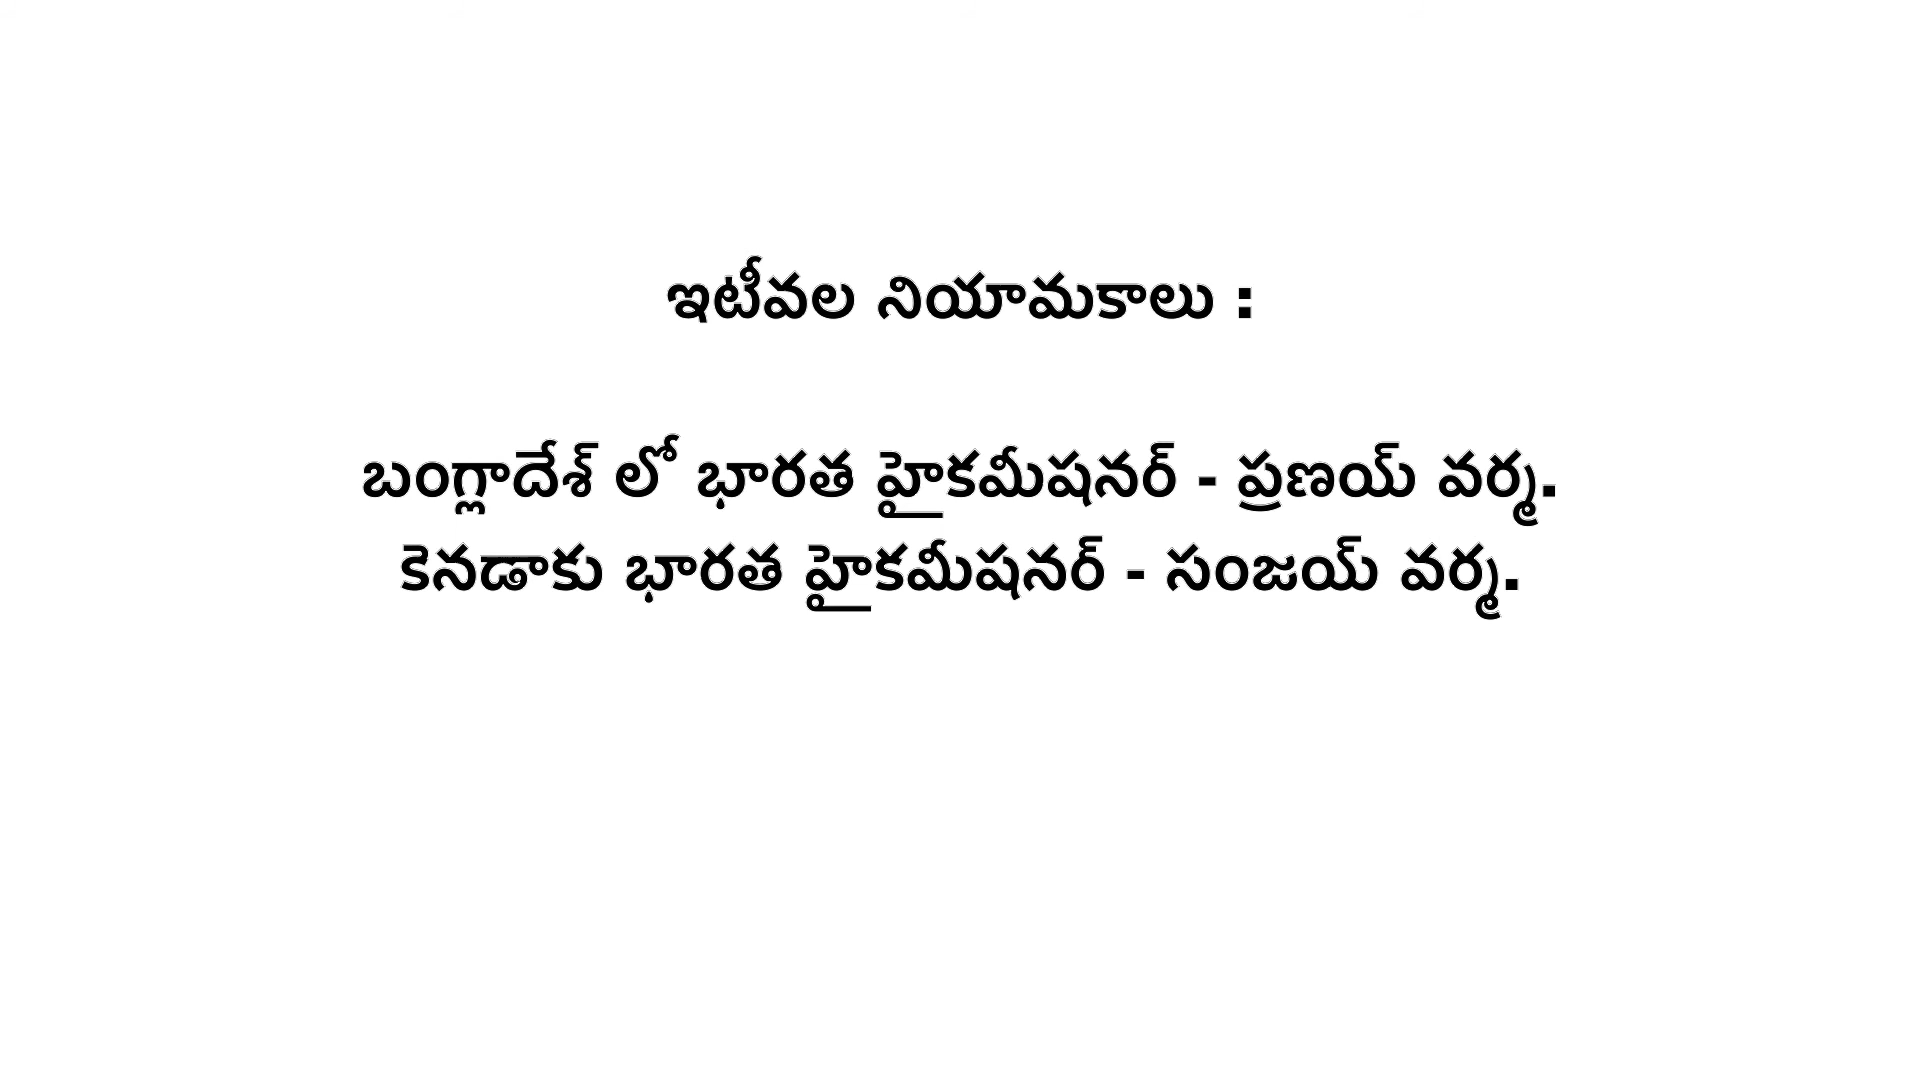 ఇటీవల నియామకాలు :
బంగ్లాదేశ్ లో భారత హైకమీషనర్ - ప్రణయ్ వర్మ.
కెనడాకు భారత హైకమీషనర్ - సంజయ్ వర్మ.